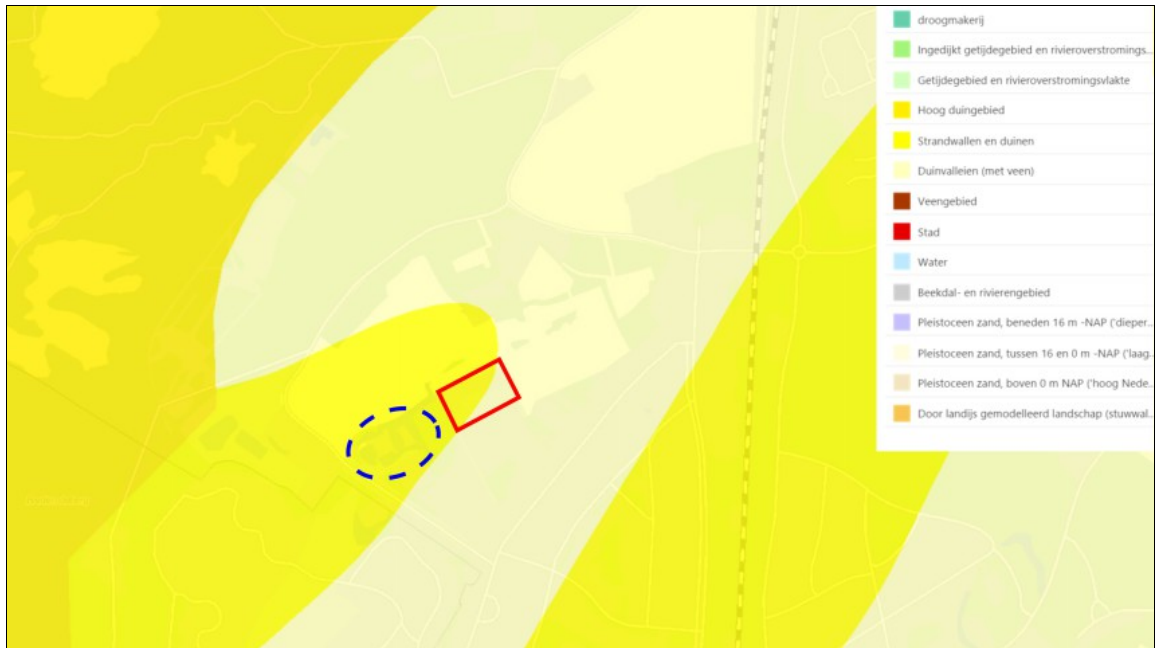 droogmakerij
Ingedijkt getijdegebied en rivieroverstromings...
Getijdegebied en rivieroverstromingsvlakte
Hoog duingebied
Strandwallen en duinen
Duinvalleien (met veen)
Veengebied
Stad
Water
Beekdal- en rivierengebied
Pleistoceen zand, beneden 16 m -NAP ('dieper...
Pleistoceen zand, tussen 16 en 0 m -NAP ('laag...
Pleistoceen zand, boven 0 m NAP ('hoog Nede...
Door landijs gemodelleerd landschap (stuwwal...